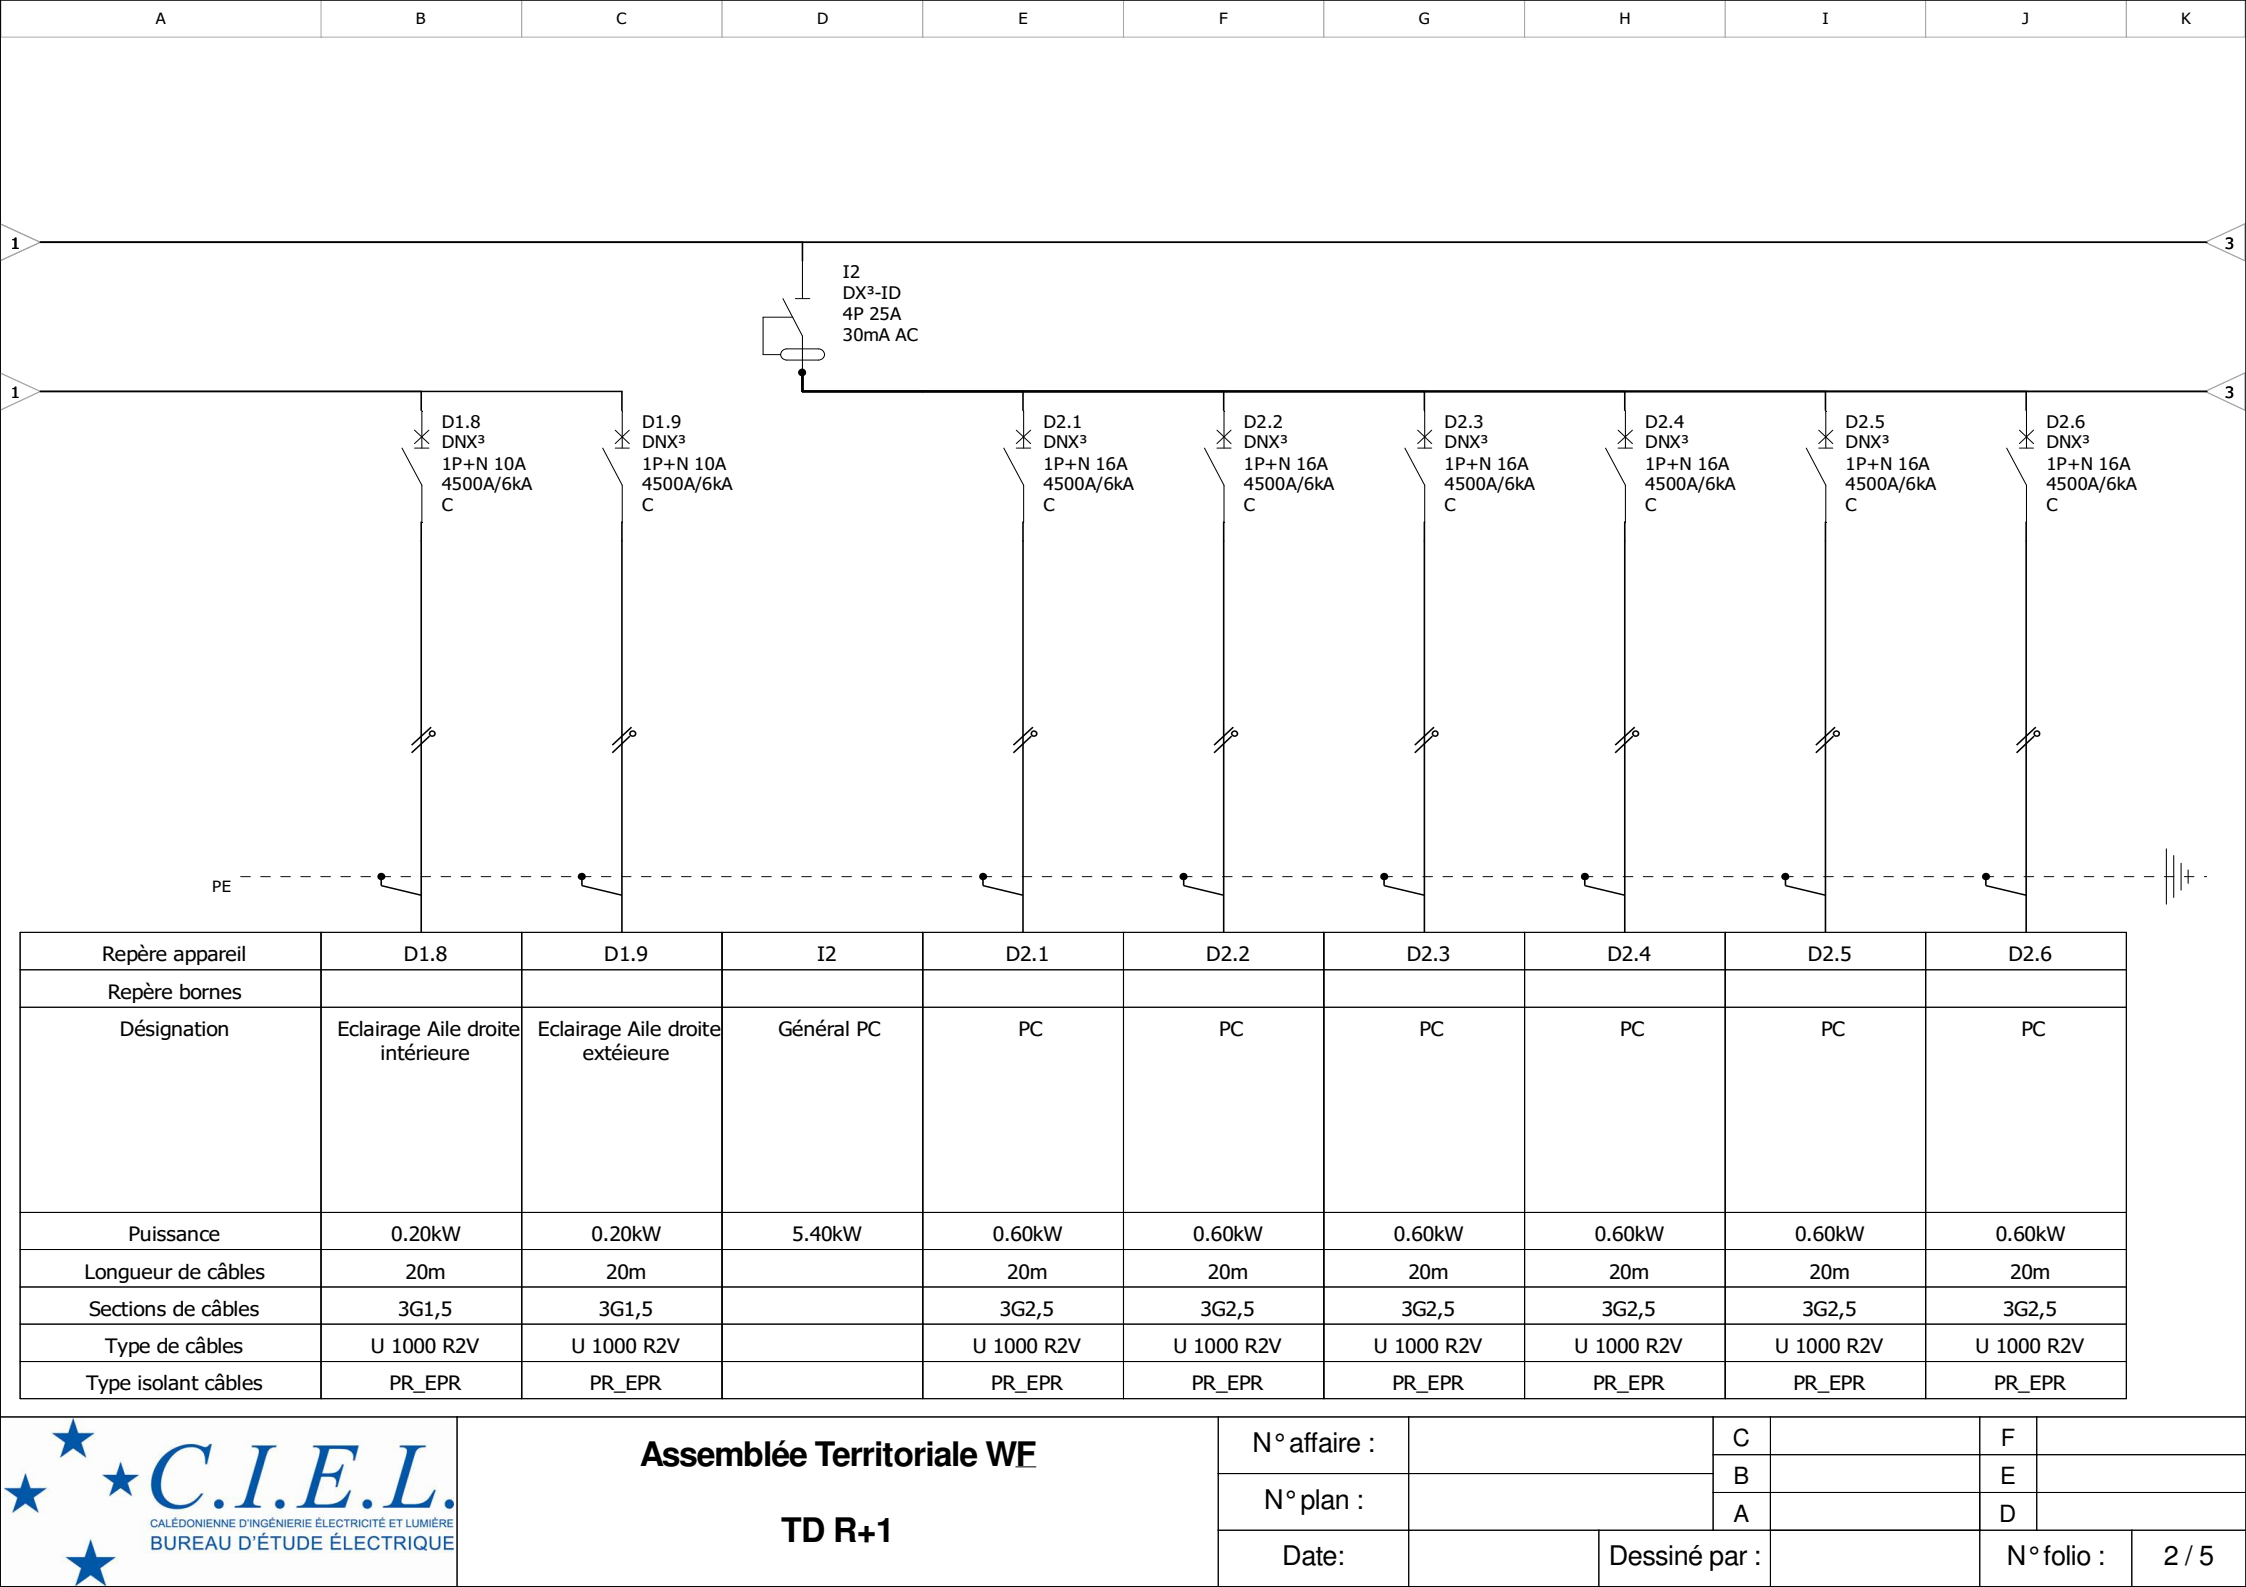 A B C D E F G H I J K
1 3
I2
DX³-ID
4P 25A
30mA AC
1 3
D1.8 D1.9 D2.1 D2.2 D2.3 D2.4 D2.5 D2.6
DNX³ DNX³ DNX³ DNX³ DNX³ DNX³ DNX³ DNX³
1P+N 10A 1P+N 10A 1P+N 16A 1P+N 16A 1P+N 16A 1P+N 16A 1P+N 16A 1P+N 16A
4500A/6kA 4500A/6kA 4500A/6kA 4500A/6kA 4500A/6kA 4500A/6kA 4500A/6kA 4500A/6kA
C C C C C C C C
PE
Repère appareil D1.8 D1.9 I2 D2.1 D2.2 D2.3 D2.4 D2.5 D2.6
Repère bornes
Désignation Eclairage Aile droite Eclairage Aile droite Général PC PC PC PC PC PC PC
intérieure extéieure
Puissance 0.20kW 0.20kW 5.40kW 0.60kW 0.60kW 0.60kW 0.60kW 0.60kW 0.60kW
Longueur de câbles 20m 20m 20m 20m 20m 20m 20m 20m
Sections de câbles 3G1,5 3G1,5 3G2,5 3G2,5 3G2,5 3G2,5 3G2,5 3G2,5
Type de câbles U 1000 R2V U 1000 R2V U 1000 R2V U 1000 R2V U 1000 R2V U 1000 R2V U 1000 R2V U 1000 R2V
Type isolant câbles PR_EPR PR_EPR PR_EPR PR_EPR PR_EPR PR_EPR PR_EPR PR_EPR
C.I.E.L.
CALÉDONIENNE D'INGÉNIERIE ÉLECTRICITÉ ET LUMIÈRE
BUREAU D'ÉTUDE ÉLECTRIQUE
Assemblée Territoriale WF
TD R+1
N° affaire : C F
B E
N° plan :
A D
Date: Dessiné par : N° folio : 2 / 5